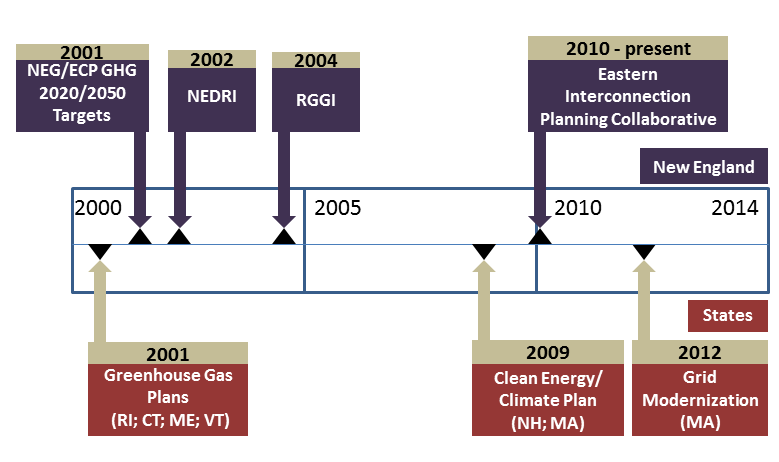 2001
NEG/ECP GHG
2020/2050
Targets
2002
NEDRI
2004
RGGI
2010 - present
Eastern
Interconnection
Planning Collaborative
New England
2000
2005
2010
2014
States
2001
Greenhouse Gas
Plans
(RI; CT; ME; VT)
2009
Clean Energy/
Climate Plan
(NH; MA)
2012
Grid
Modernization
(MA)